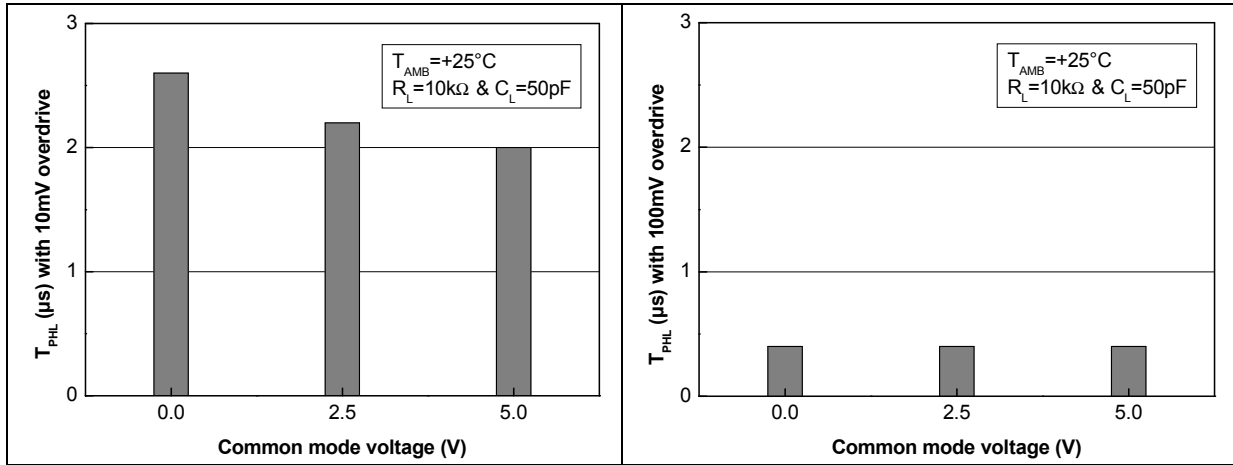 T_PHL (µs) with 10mV overdrive
3
2
1
0
T_AMB=+25°C
R_L=10kΩ & C_L=50pF
0.0 2.5 5.0
Common mode voltage (V)
T_PHL (µs) with 100mV overdrive
3
2
1
0
T_AMB=+25°C
R_L=10kΩ & C_L=50pF
0.0 2.5 5.0
Common mode voltage (V)